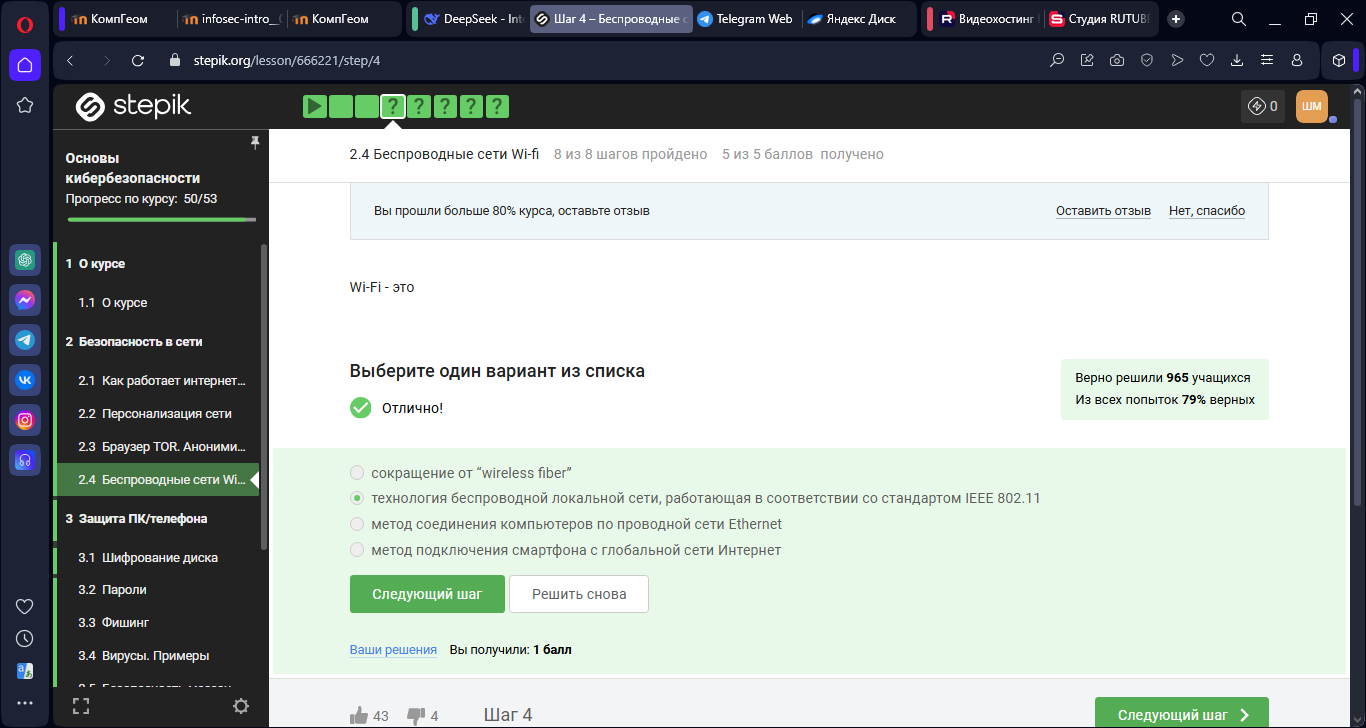 КомпГеом
infosec-intro_
КомпГеом
DeepSeek - Int
Шаг 4 – Беспроводные
Telegram Web
Яндекс Диск
Видеохостинг
Студия RUTUBE
stepik.org/lesson/666221/step/4
stepik
?
?
?
?
?
0
ШМ
Основы
кибербезопасности
Прогресс по курсу: 50/53
1 О курсе
1.1 О курсе
2 Безопасность в сети
2.1 Как работает интернет...
2.2 Персонализация сети
2.3 Браузер TOR. Аноними...
2.4 Беспроводные сети Wi...
3 Защита ПК/телефона
3.1 Шифрование диска
3.2 Пароли
3.3 Фишинг
3.4 Вирусы. Примеры
2.4 Беспроводные сети Wi-fi 8 из 8 шагов пройдено 5 из 5 баллов получено
Вы прошли больше 80% курса, оставьте отзыв
Оставить отзыв
Нет, спасибо
Wi-Fi - это
Выберите один вариант из списка
Отлично!
Верно решили 965 учащихся
Из всех попыток 79% верных
сокращение от “wireless fiber”
технология беспроводной локальной сети, работающая в соответствии со стандартом IEEE 802.11
метод соединения компьютеров по проводной сети Ethernet
метод подключения смартфона с глобальной сети Интернет
Следующий шаг
Решить снова
Ваши решения Вы получили: 1 балл
43
4
Шаг 4
Следующий шаг